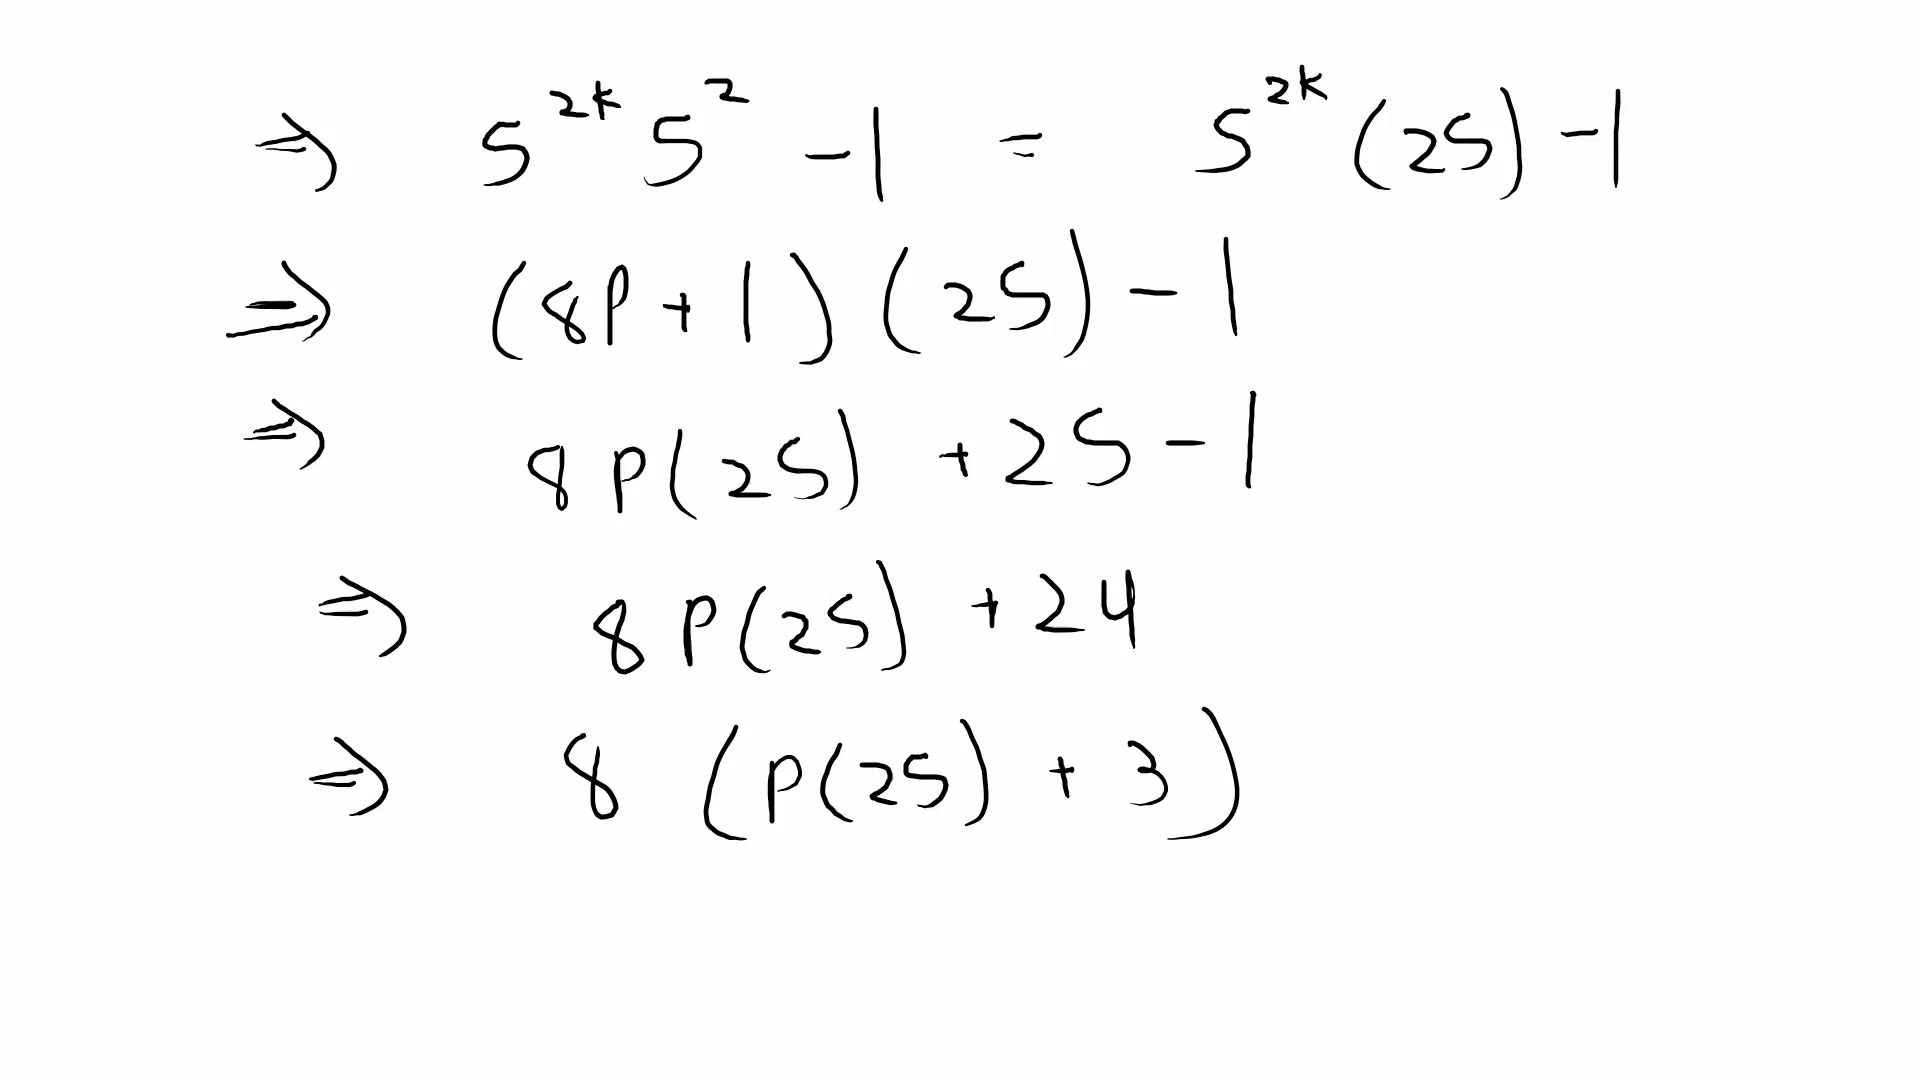 ⇒ 5^{2k} 5^2 - 1 = 5^{2k} (25) - 1
⇒ (8P + 1) (25) - 1
⇒ 8P(25) + 25 - 1
⇒ 8P(25) + 24
⇒ 8 (P(25) + 3)